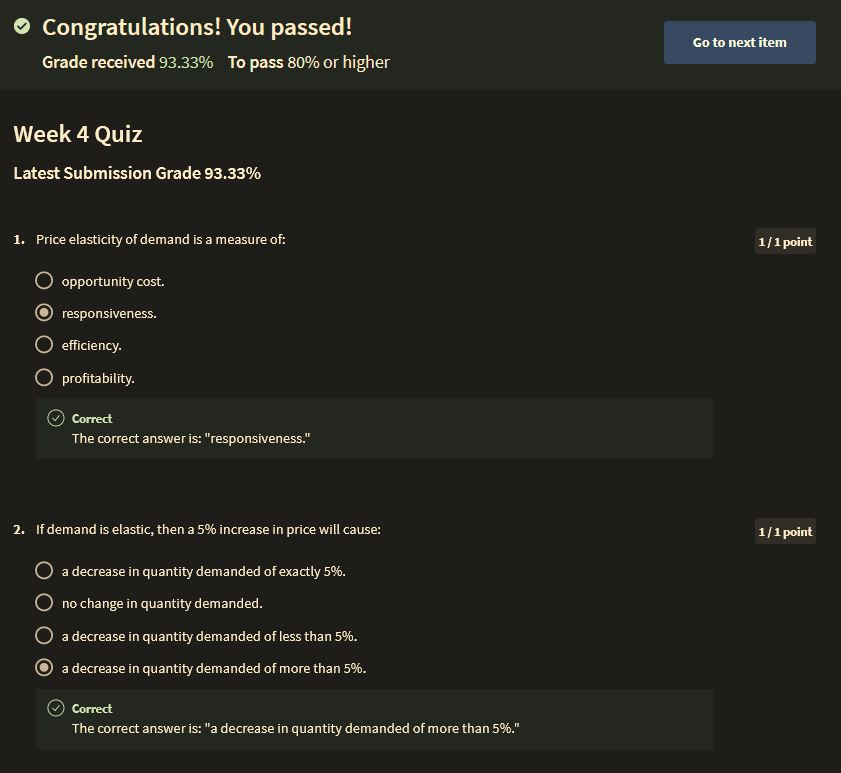 Congratulations! You passed!
Grade received 93.33% To pass 80% or higher
Go to next item
Week 4 Quiz
Latest Submission Grade 93.33%
1. Price elasticity of demand is a measure of:
1 / 1 point
opportunity cost.
responsiveness.
efficiency.
profitability.
Correct
The correct answer is: "responsiveness."
2. If demand is elastic, then a 5% increase in price will cause:
1 / 1 point
a decrease in quantity demanded of exactly 5%.
no change in quantity demanded.
a decrease in quantity demanded of less than 5%.
a decrease in quantity demanded of more than 5%.
Correct
The correct answer is: "a decrease in quantity demanded of more than 5%."